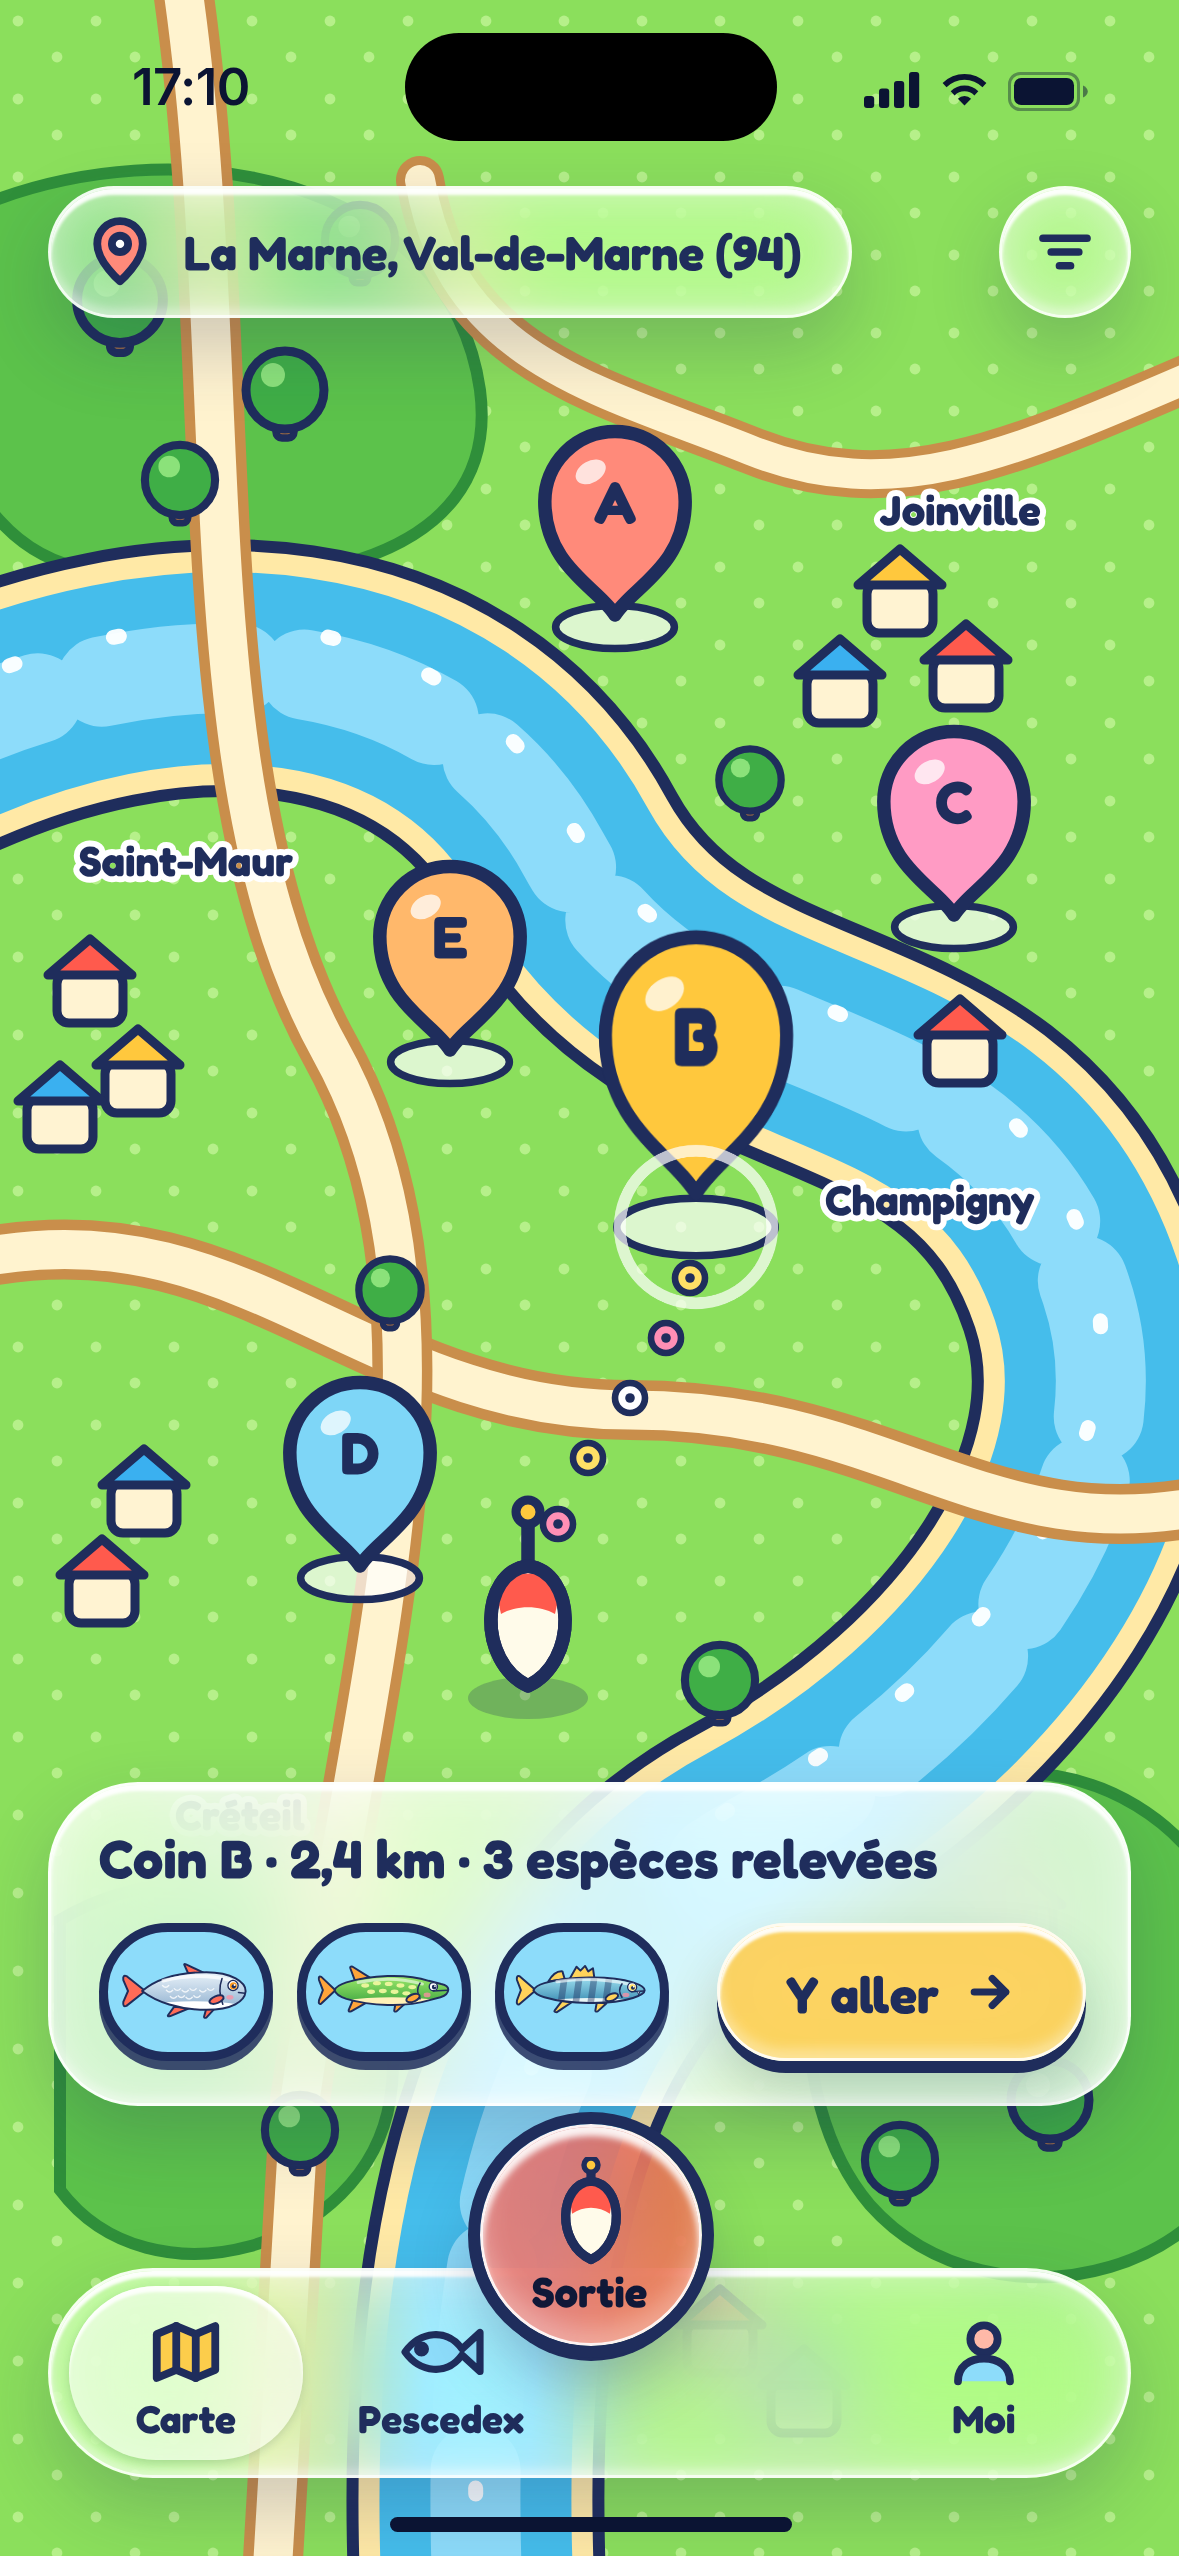 17:10
La Marne, Val-de-Marne (94)
A
Joinville
C
Saint-Maur
E
B
Champigny
D
Créteil
Coin B · 2,4 km · 3 espèces relevées
Y aller →
Sortie
Carte
Pescedex
Moi